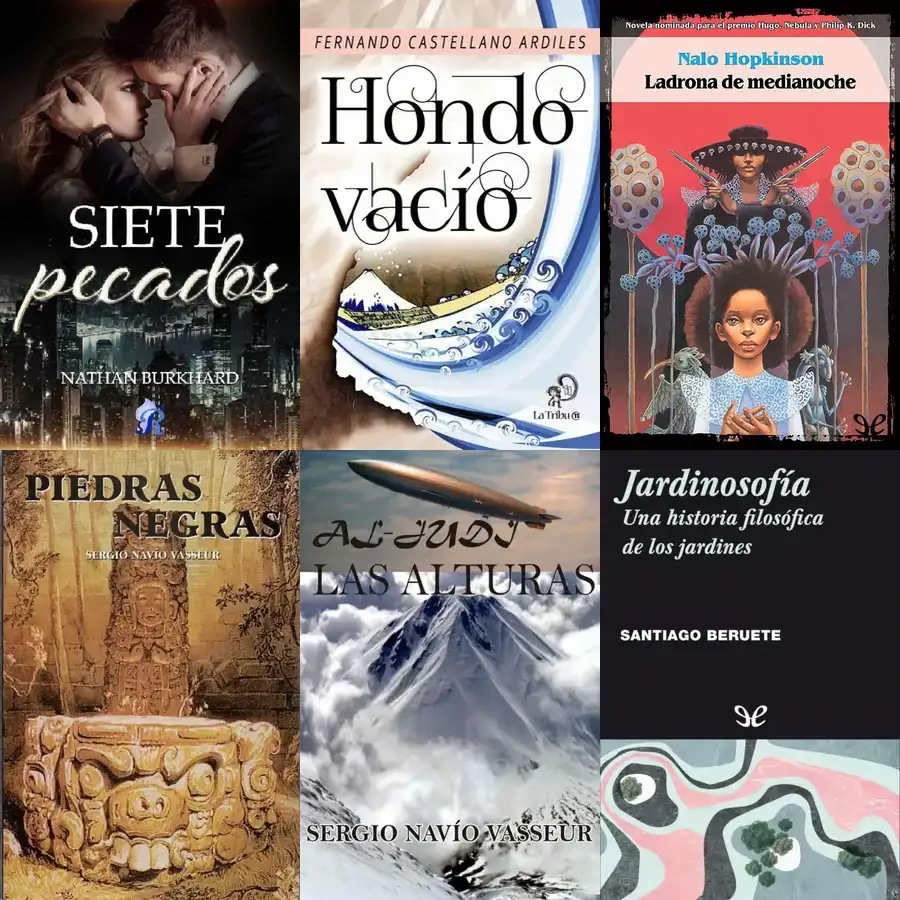 SIETE
pecados
NATHAN BURKHARD
FERNANDO CASTELLANO ARDILES
Hondo
vacío
La Tribu
Novela nominada para el premio Hugo, Nebula y Philip K. Dick
Nalo Hopkinson
Ladrona de medianoche
PIEDRAS
NEGRAS
SERGIO NAVÍO VASSEUR
AL-JUDI
LAS ALTURAS
SERGIO NAVÍO VASSEUR
Jardinosofía
Una historia filosófica
de los jardines
SANTIAGO BERUETE